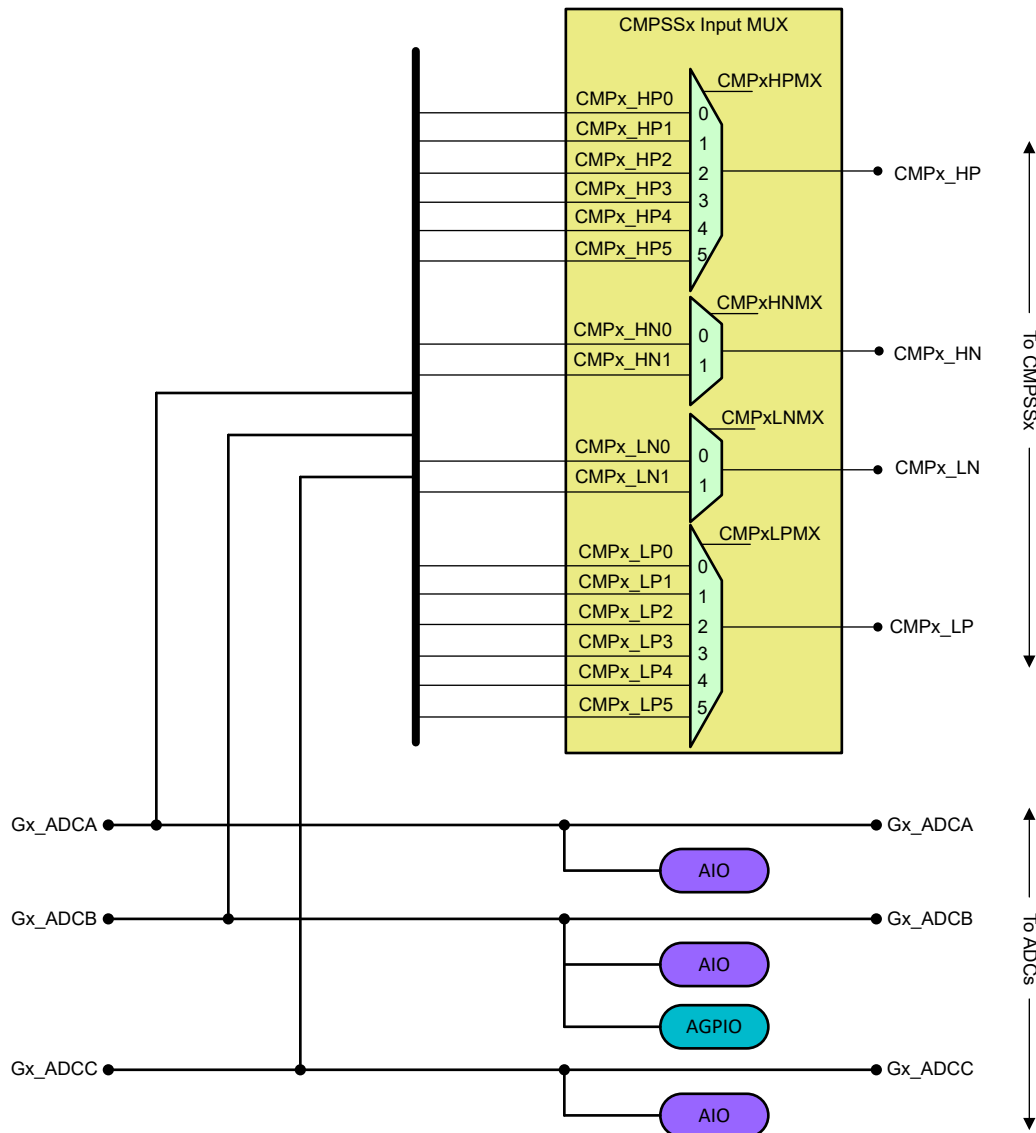 CMPSSx Input MUX
CMPxHPMX
CMPx_HP0
0
CMPx_HP1
1
CMPx_HP2
2
CMPx_HP
CMPx_HP3
3
CMPx_HP4
4
CMPx_HP5
5
CMPxHNMX
CMPx_HN0
0
CMPx_HN
CMPx_HN1
1
To CMPSSx
CMPxLNMX
CMPx_LN0
0
CMPx_LN
CMPx_LN1
1
CMPxLPMX
CMPx_LP0
0
CMPx_LP1
1
CMPx_LP2
2
CMPx_LP
CMPx_LP3
3
CMPx_LP4
4
CMPx_LP5
5
Gx_ADCA
Gx_ADCA
AIO
Gx_ADCB
Gx_ADCB
To ADCs
AIO
AGPIO
Gx_ADCC
Gx_ADCC
AIO